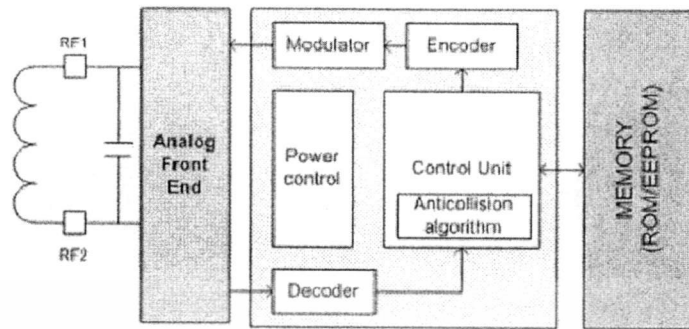 RF1
RF2
Analog
Front
End
Modulator
Encoder
Power
control
Control Unit
Anticollision
algorithm
Decoder
MEMORY
(ROM/EEPROM)